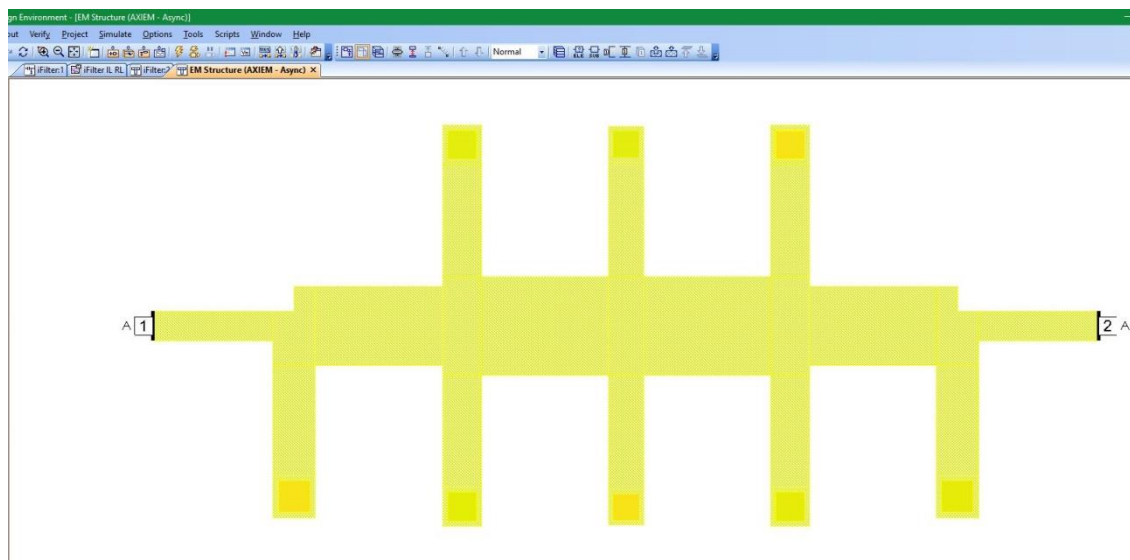 gn Environment - [EM Structure (AXIEM - Async)]
out Verify Project Simulate Options Tools Scripts Window Help
Normal
iFilter:1 iFilter IL RL iFilter:2 EM Structure (AXIEM - Async) ×
A 1 2 A